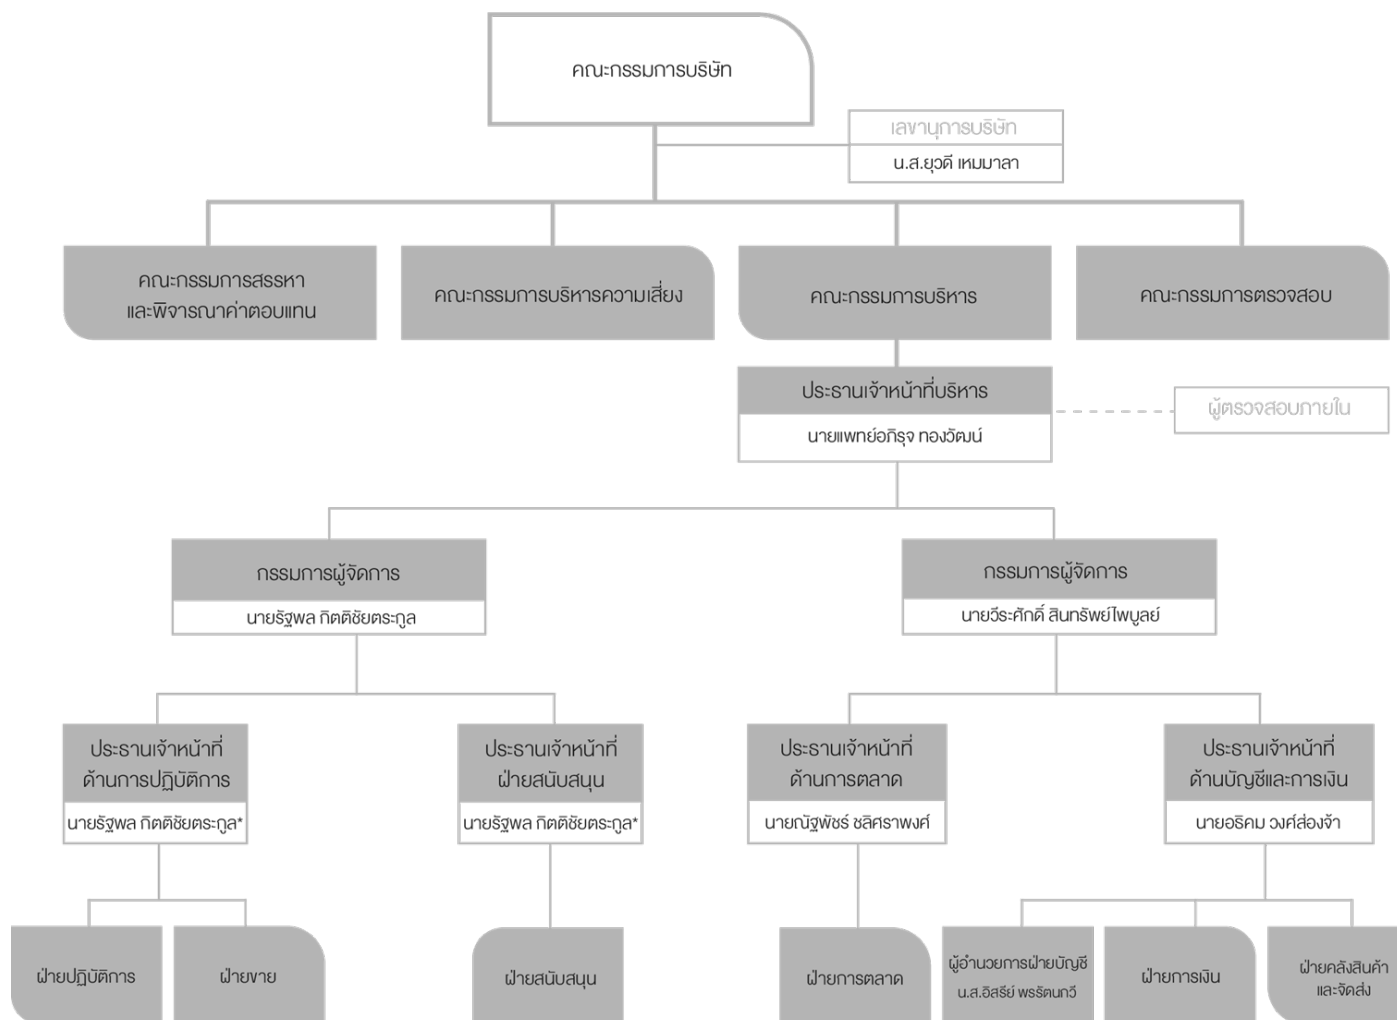 คณะกรรมการบริษัท
เลขานุการบริษัท
น.ส.ยุวดี เหมมาลา
คณะกรรมการสรรหา
และพิจารณาค่าตอบแทน
คณะกรรมการบริหารความเสี่ยง
คณะกรรมการบริหาร
คณะกรรมการตรวจสอบ
ประธานเจ้าหน้าที่บริหาร
นายแพทย์อภิรุจ ทองวัฒน์
ผู้ตรวจสอบภายใน
กรรมการผู้จัดการ
นายรัฐพล กิตติชัยตระกูล
กรรมการผู้จัดการ
นายวีระศักดิ์ สินทรัพย์ไพบูลย์
ประธานเจ้าหน้าที่
ด้านการปฏิบัติการ
นายรัฐพล กิตติชัยตระกูล*
ประธานเจ้าหน้าที่
ฝ่ายสนับสนุน
นายรัฐพล กิตติชัยตระกูล*
ประธานเจ้าหน้าที่
ด้านการตลาด
นายณัฐพัชร์ ชลิศราพงศ์
ประธานเจ้าหน้าที่
ด้านบัญชีและการเงิน
นายอธิคม วงศ์ส่องจ้า
ฝ่ายปฏิบัติการ
ฝ่ายขาย
ฝ่ายสนับสนุน
ฝ่ายการตลาด
ผู้อำนวยการฝ่ายบัญชี
น.ส.อิสรีย์ พรรัตนกวี
ฝ่ายการเงิน
ฝ่ายคลังสินค้า
และจัดส่ง